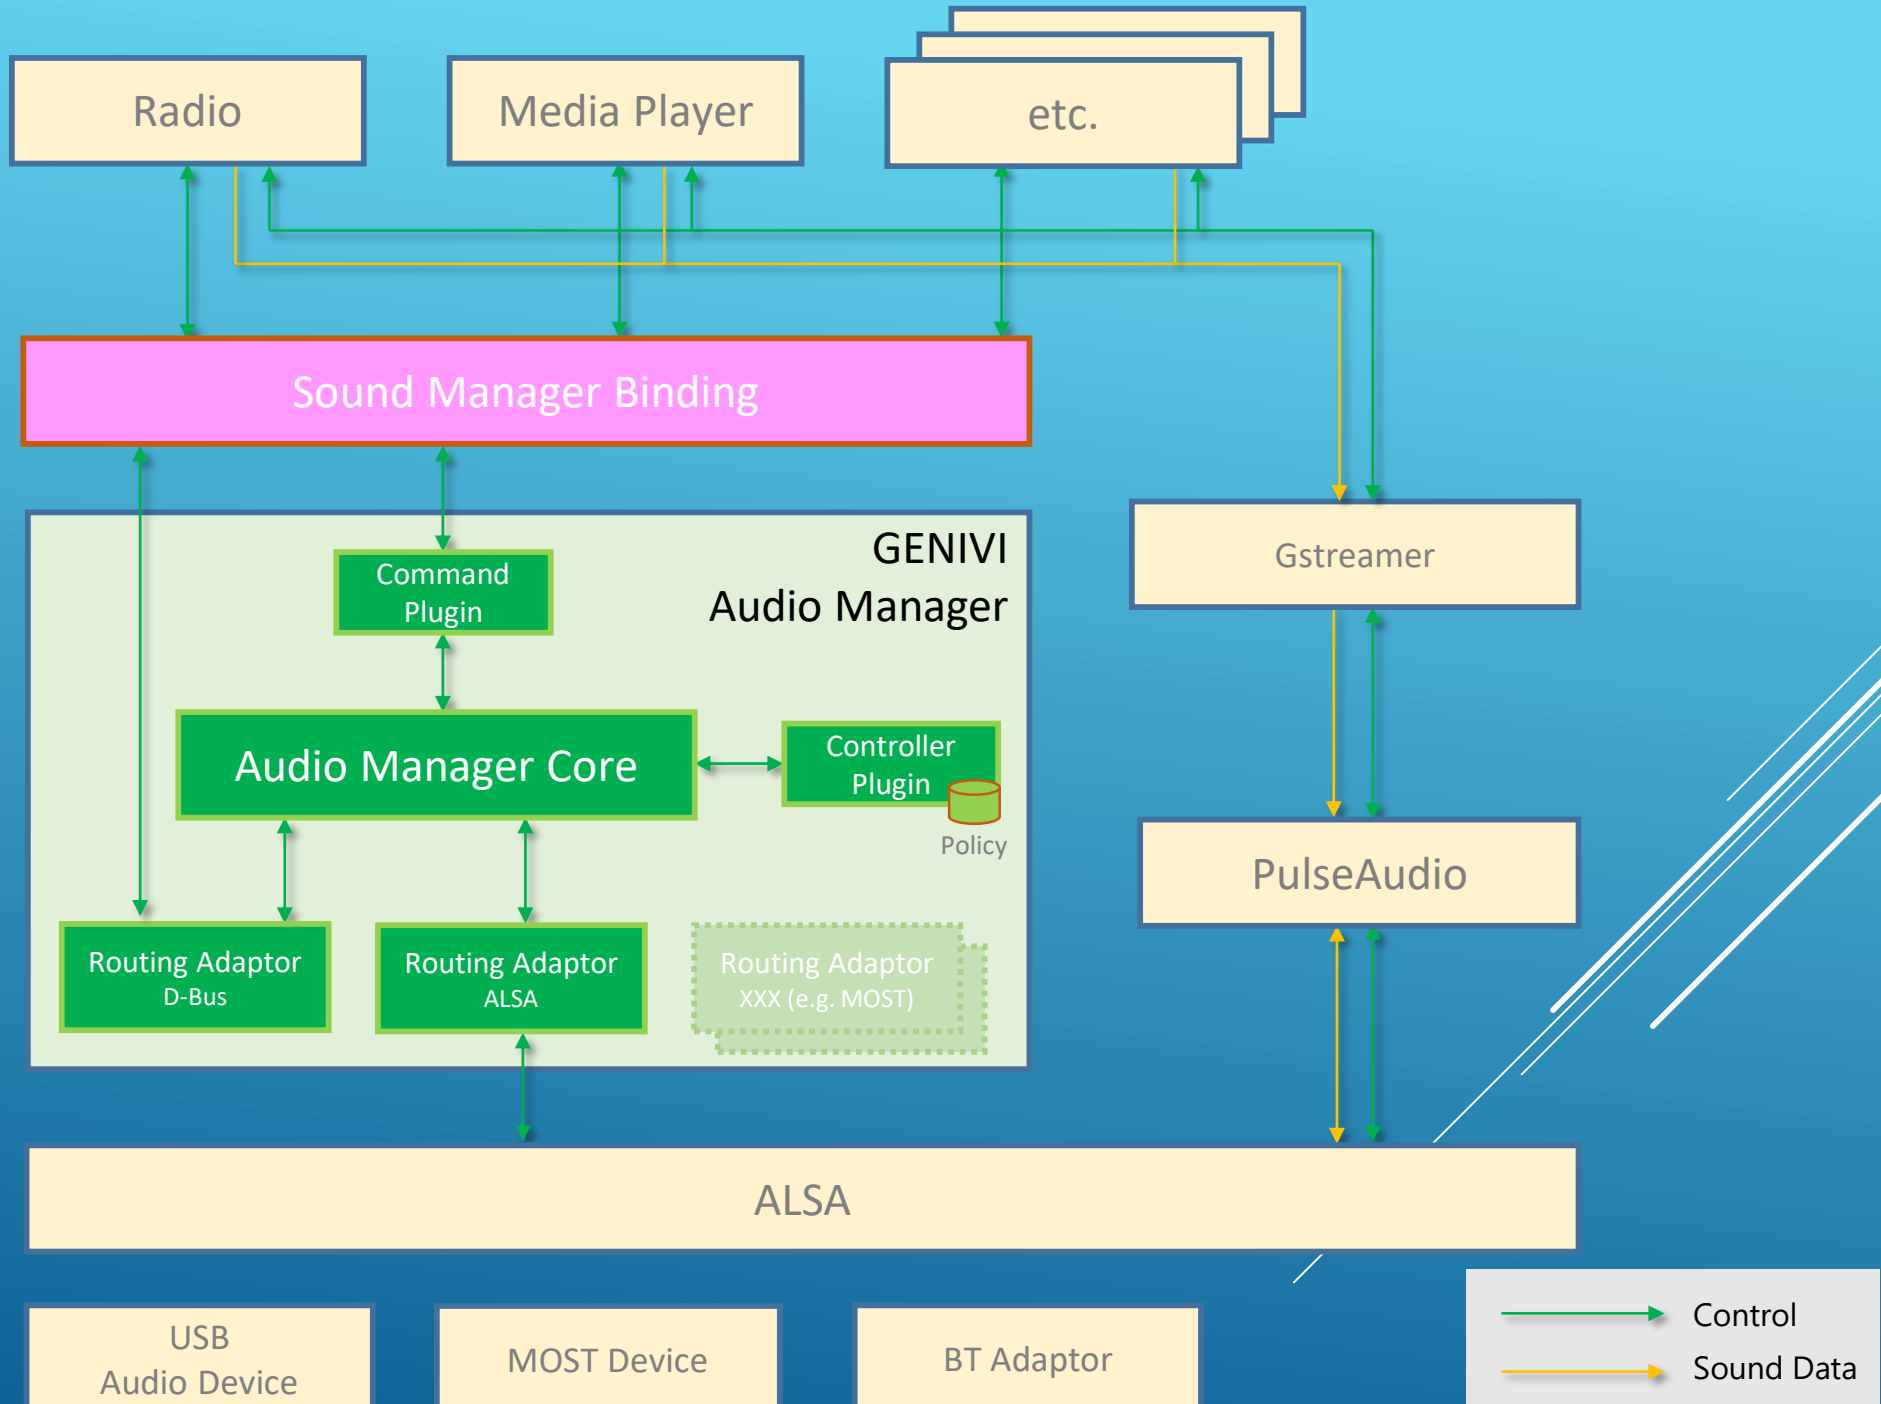 Radio
Media Player
etc.
Sound Manager Binding
GENIVI
Audio Manager
Command
Plugin
Gstreamer
Audio Manager Core
Controller
Plugin
Policy
PulseAudio
Routing Adaptor
D-Bus
Routing Adaptor
ALSA
Routing Adaptor
XXX (e.g. MOST)
ALSA
USB
Audio Device
MOST Device
BT Adaptor
Control
Sound Data